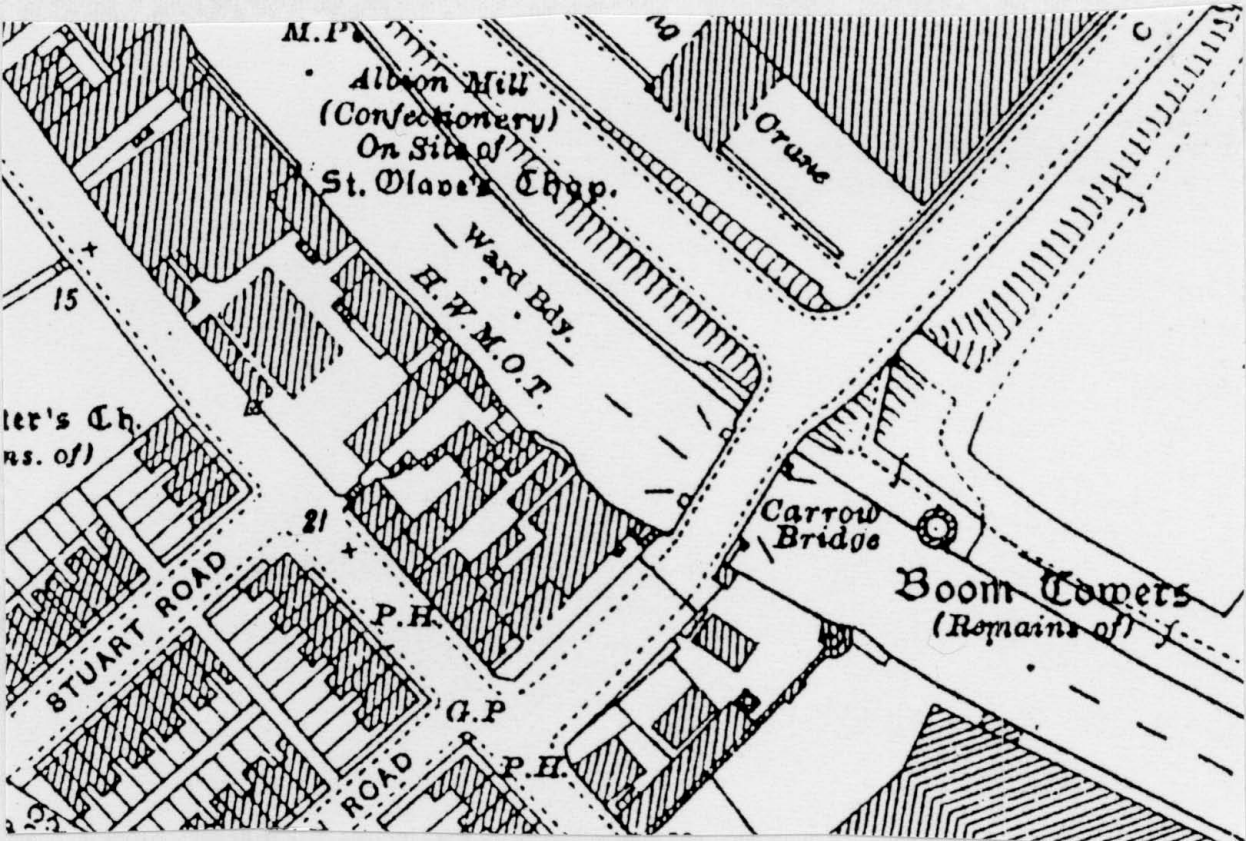 M.P
Albion Mill
(Confectionery)
On Site of
St. Olave's Chap.
Crane
C
Ward Bdy.
H.W.M.O.T.
15
ter's Ch.
ns. of)
21
Carrow
Bridge
Boom Towers
(Remains of)
STUART ROAD
P.H.
G.P
P.H.
ROAD